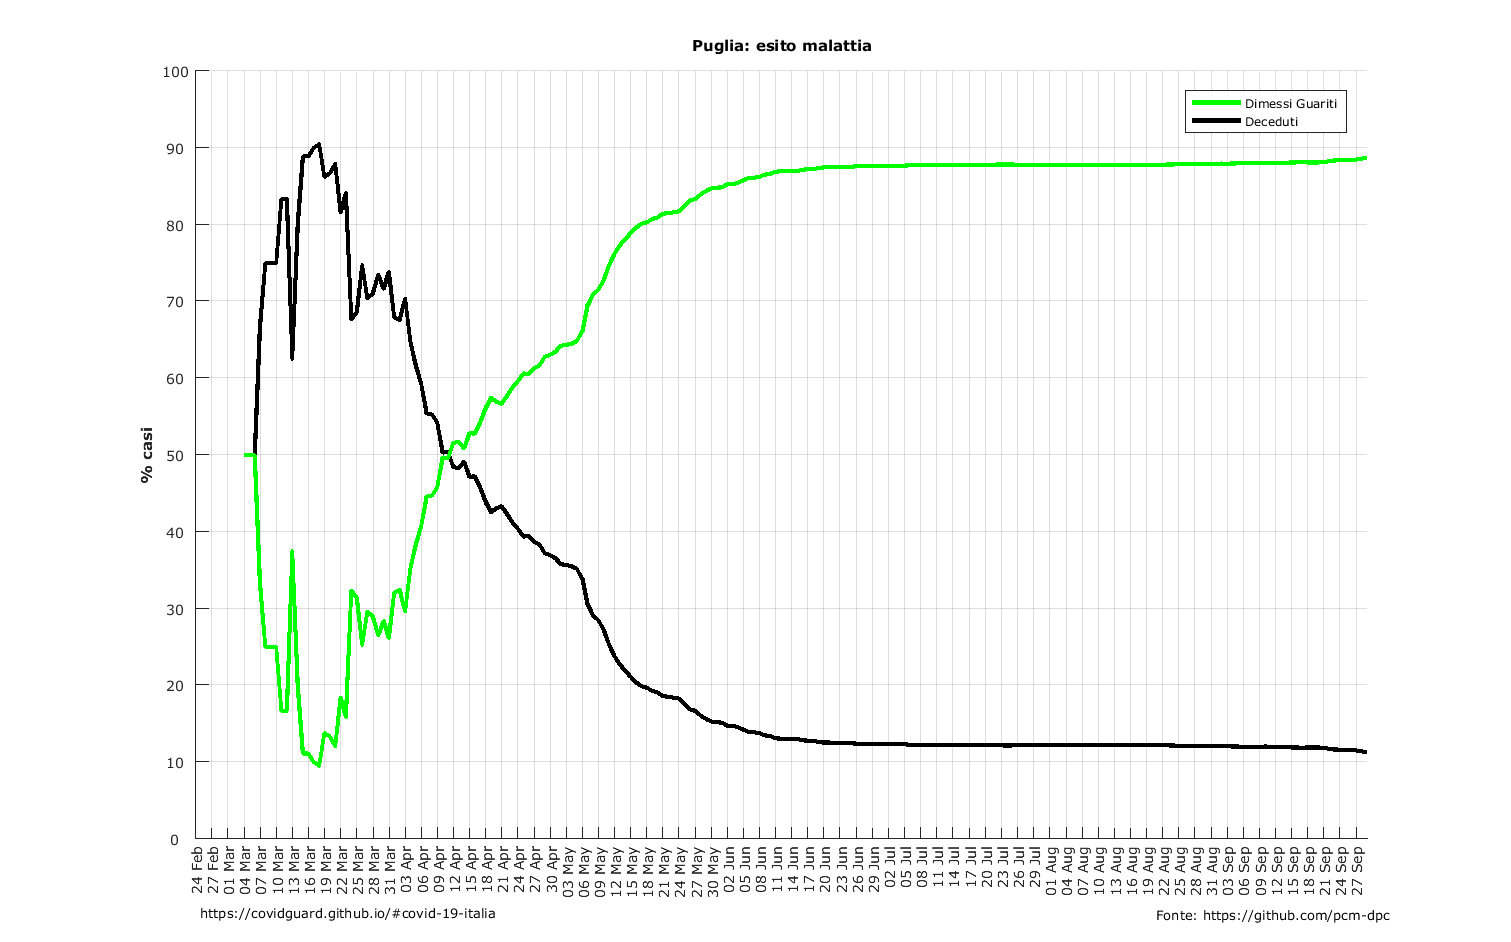 Puglia: esito malattia
100
90
80
70
60
50
40
30
20
10
0
% casi
Dimessi Guariti
Deceduti
24 Feb
27 Feb
01 Mar
04 Mar
07 Mar
10 Mar
13 Mar
16 Mar
19 Mar
22 Mar
25 Mar
28 Mar
31 Mar
03 Apr
06 Apr
09 Apr
12 Apr
15 Apr
18 Apr
21 Apr
24 Apr
27 Apr
30 Apr
03 May
06 May
09 May
12 May
15 May
18 May
21 May
24 May
27 May
30 May
02 Jun
05 Jun
08 Jun
11 Jun
14 Jun
17 Jun
20 Jun
23 Jun
26 Jun
29 Jun
02 Jul
05 Jul
08 Jul
11 Jul
14 Jul
17 Jul
20 Jul
23 Jul
26 Jul
29 Jul
01 Aug
04 Aug
07 Aug
10 Aug
13 Aug
16 Aug
19 Aug
22 Aug
25 Aug
28 Aug
31 Aug
03 Sep
06 Sep
09 Sep
12 Sep
15 Sep
18 Sep
21 Sep
24 Sep
27 Sep
https://covidguard.github.io/#covid-19-italia
Fonte: https://github.com/pcm-dpc